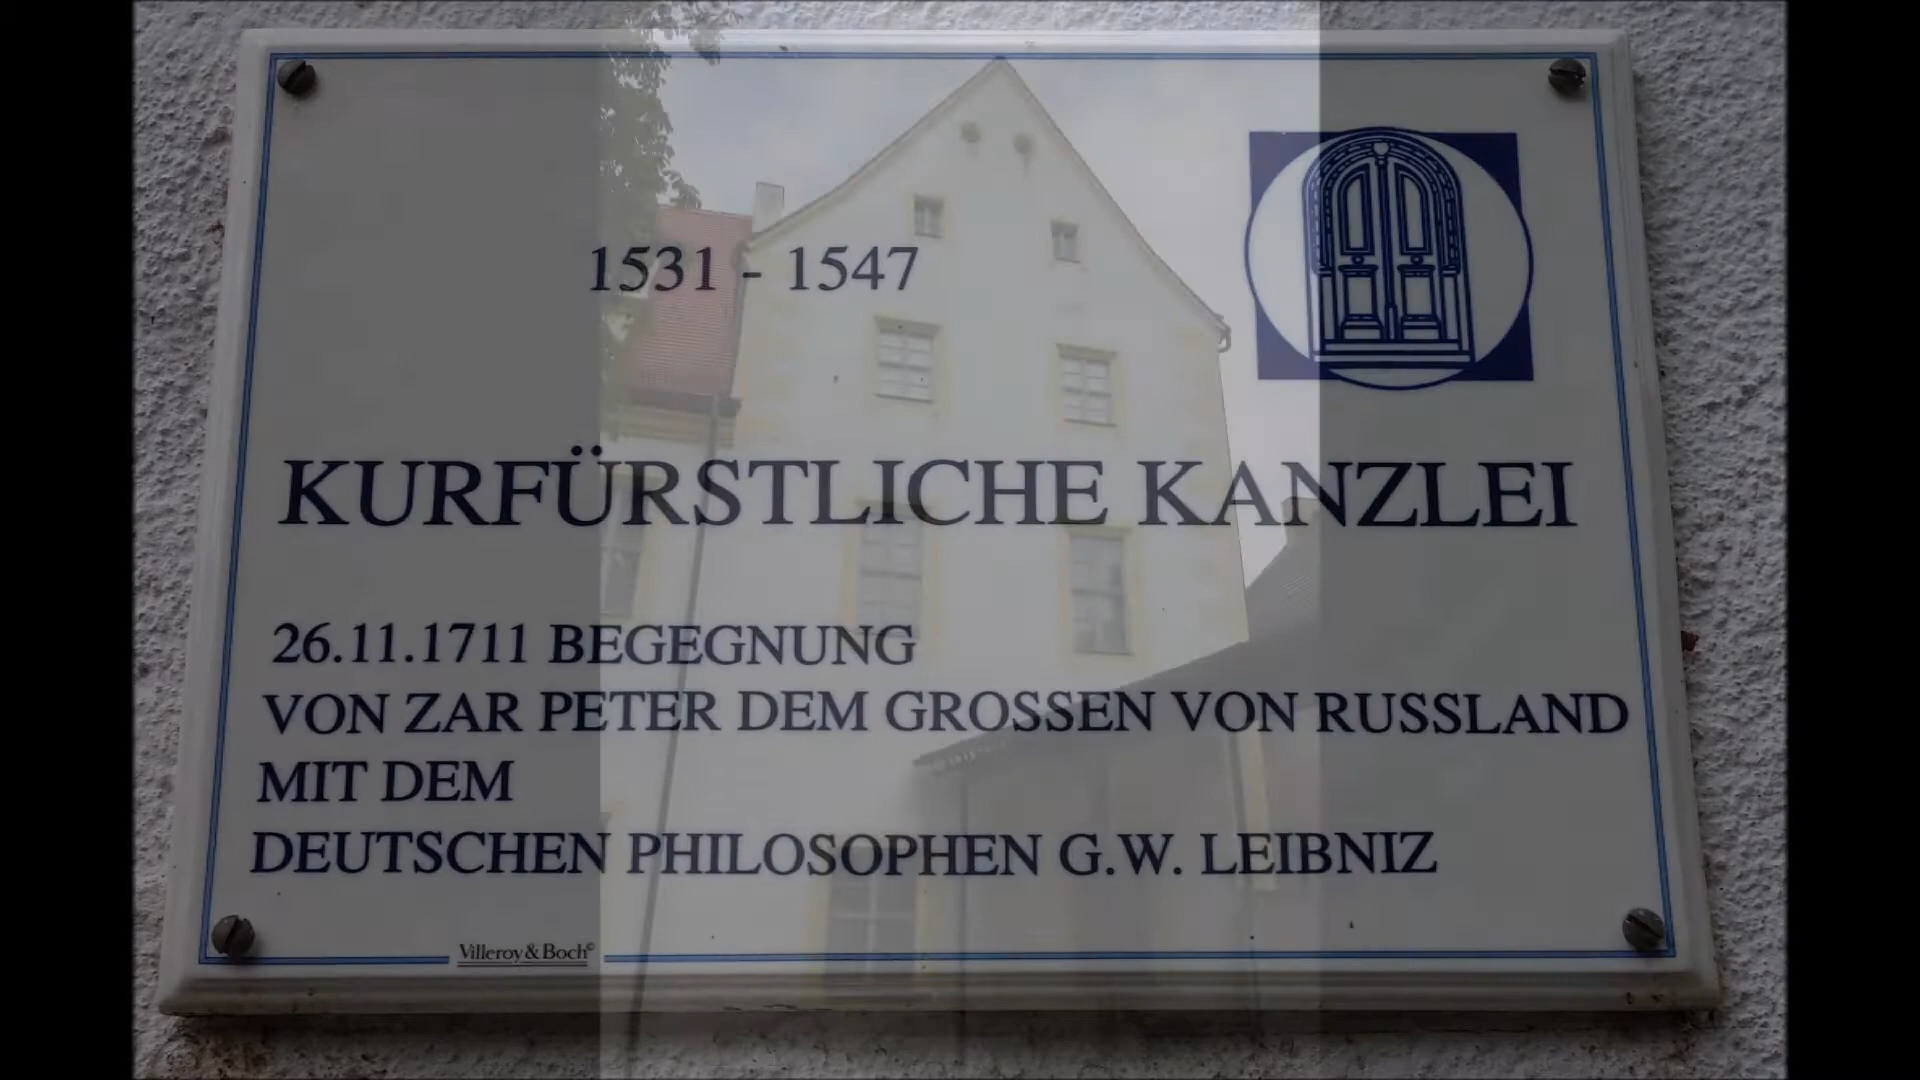 1531 - 1547
KURFÜRSTLICHE KANZLEI
26.11.1711 BEGEGNUNG
VON ZAR PETER DEM GROSSEN VON RUSSLAND
MIT DEM
DEUTSCHEN PHILOSOPHEN G.W. LEIBNIZ
Villeroy & Boch©